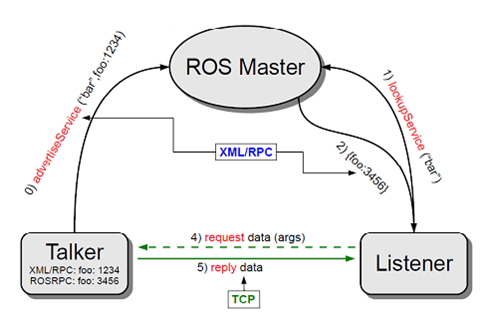 ROS Master
0) advertiseService ("bar",foo:1234)
1) lookupService ("bar")
XML/RPC
2) {foo:3456}
Talker
XML/RPC: foo: 1234
ROSRPC: foo: 3456
4) request data (args)
5) reply data
TCP
Listener